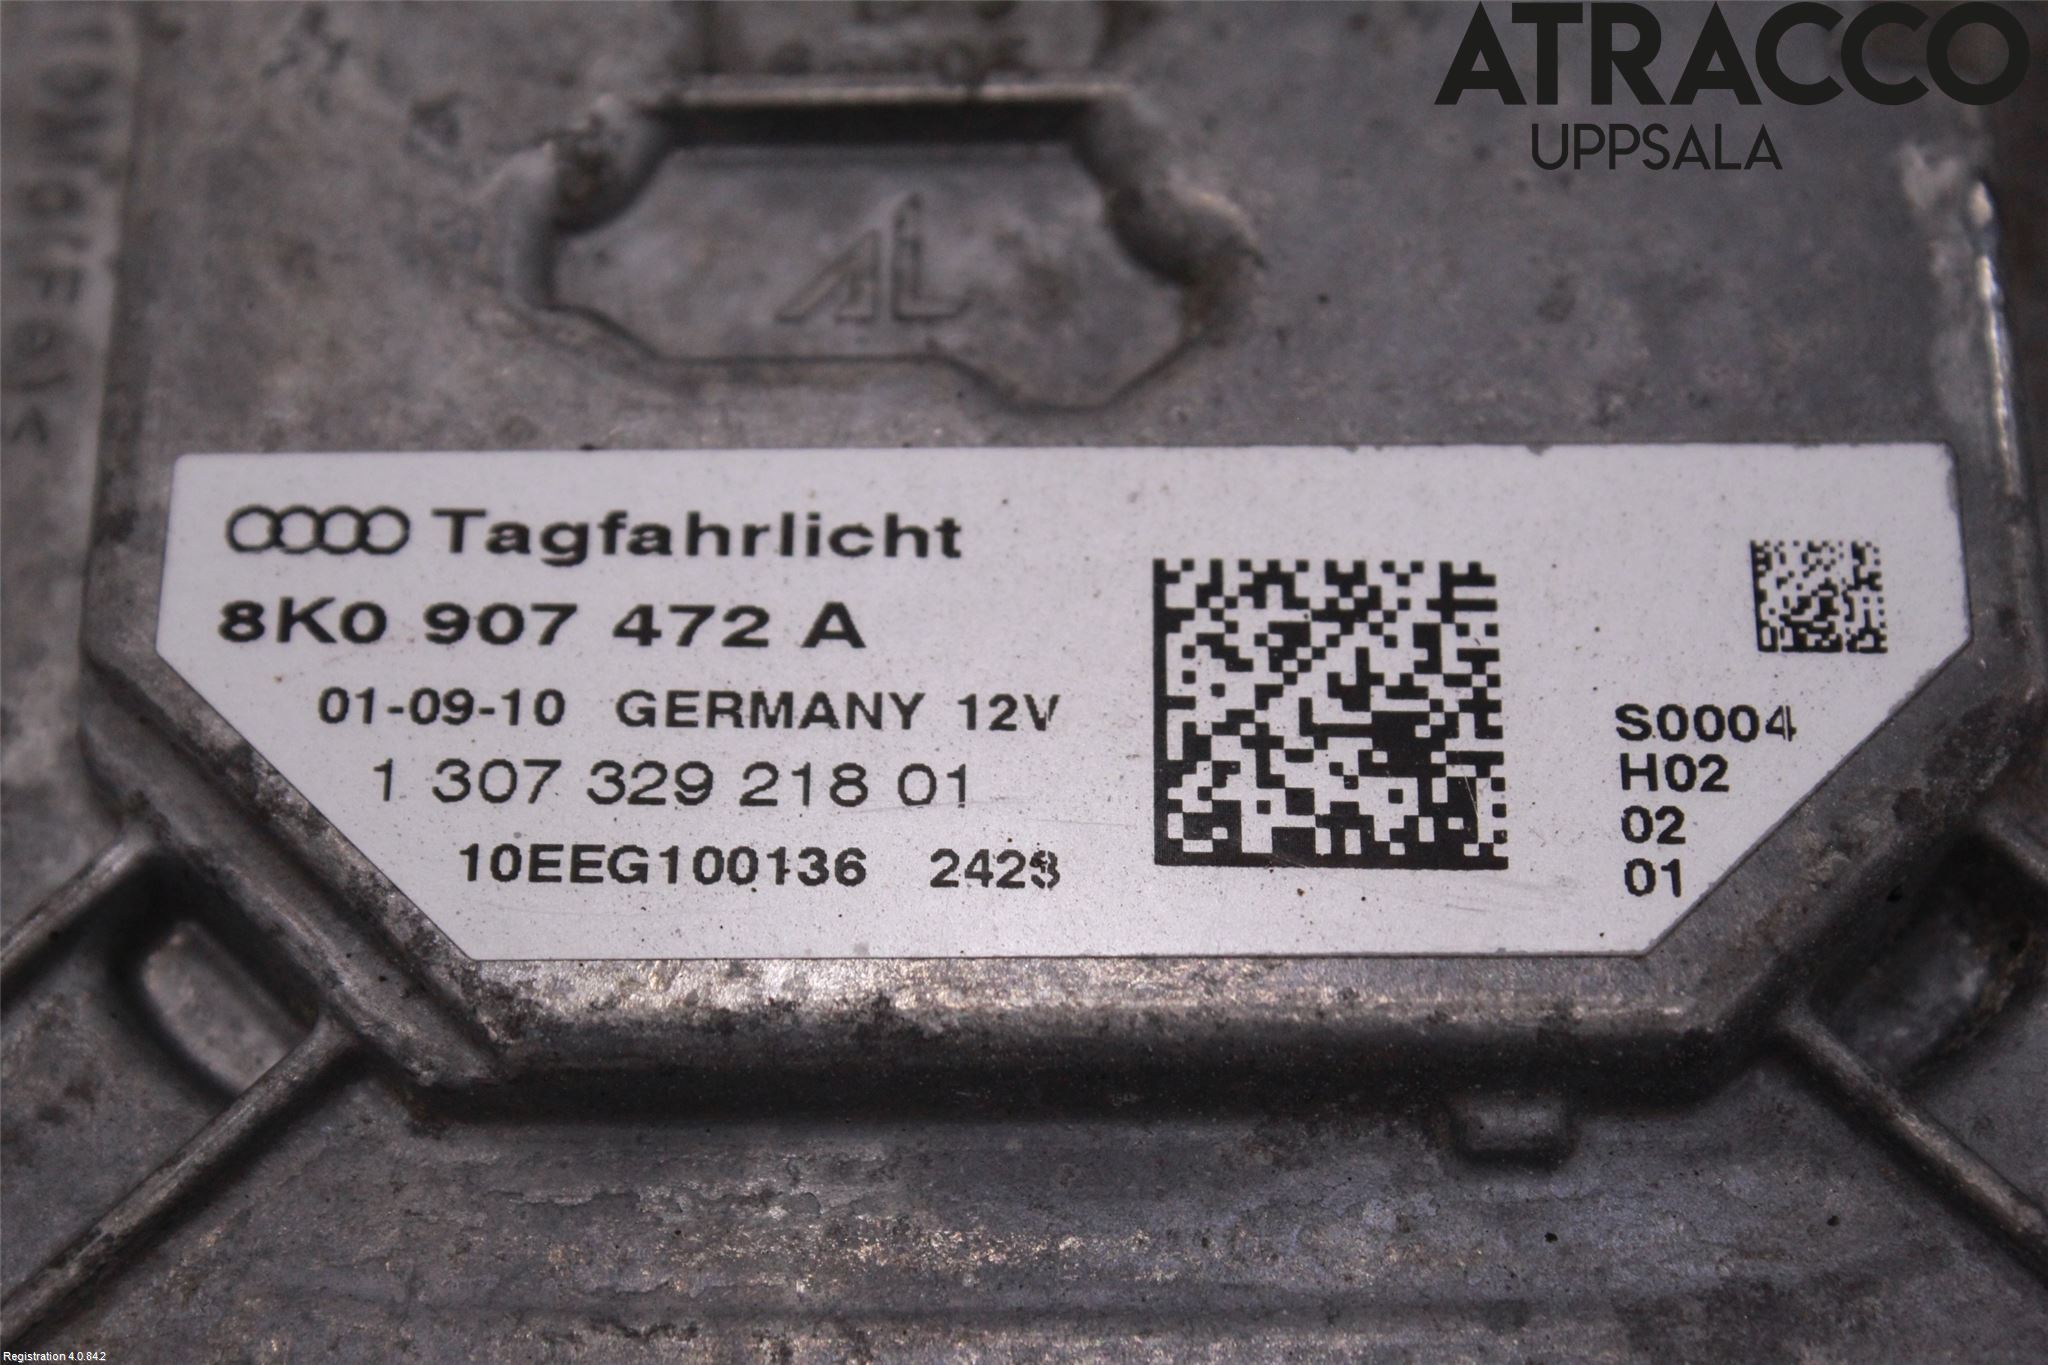 ATRACCO
UPPSALA
AL
Tagfahrlicht
8K0 907 472 A
01-09-10 GERMANY 12V
1 307 329 218 01
10EEG100136 2423
S0004
H02
02
01
Registration 4.0.84.2